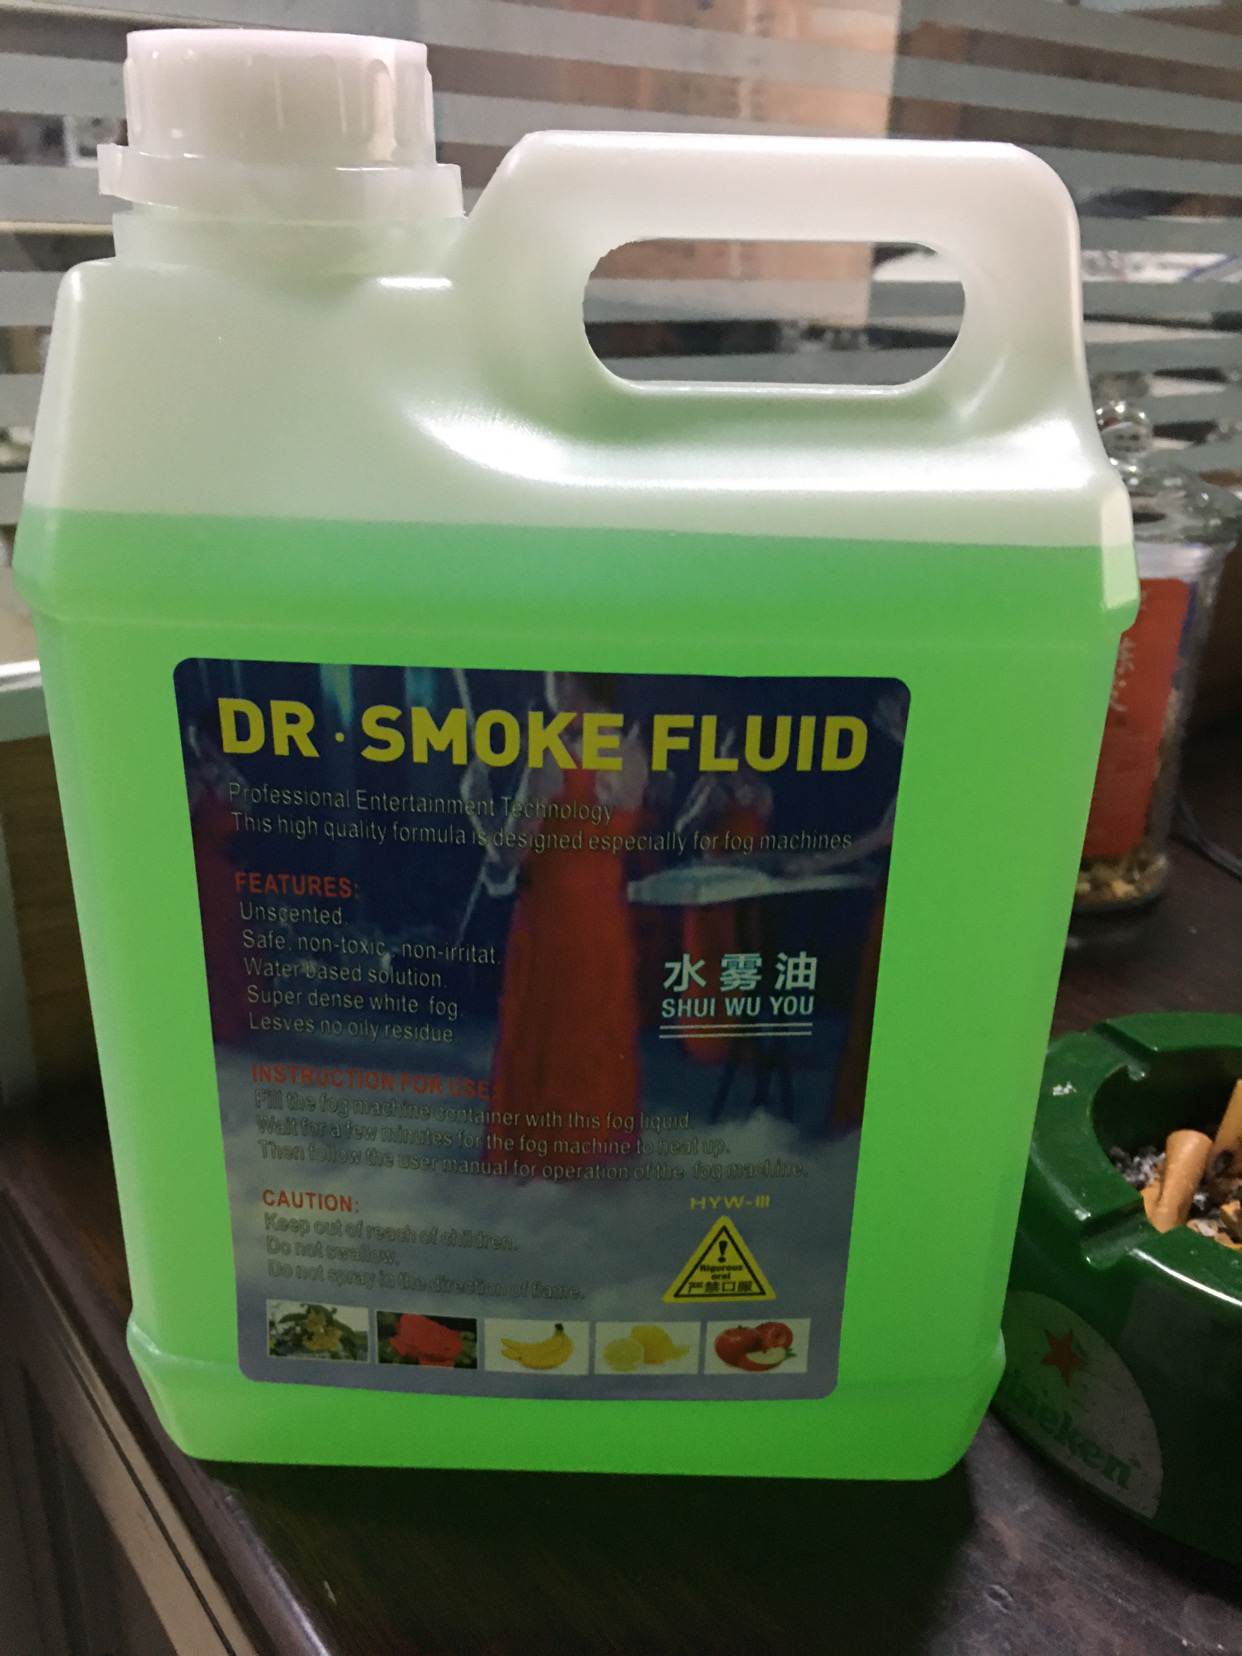 DR·SMOKE FLUID
Professional Entertainment Technology
This high quality formula is designed especially for fog machines
FEATURES:
Unscented.
Safe, non-toxic, non-irritat.
Water based solution.
Super dense white fog.
Lesves no oily residue
水雾油
SHUI WU YOU
INSTRUCTION FOR USE:
Fill the fog machine container with this fog liquid.
Wait for a few minutes for the fog machine to heat up.
Then follow the user manual for operation of the fog machine.
CAUTION:
Keep out of reach of children.
Do not swallow.
Do not spray in the direction of flame.
HYW-III
!
Rigorous
oral
严禁口服
Heineken